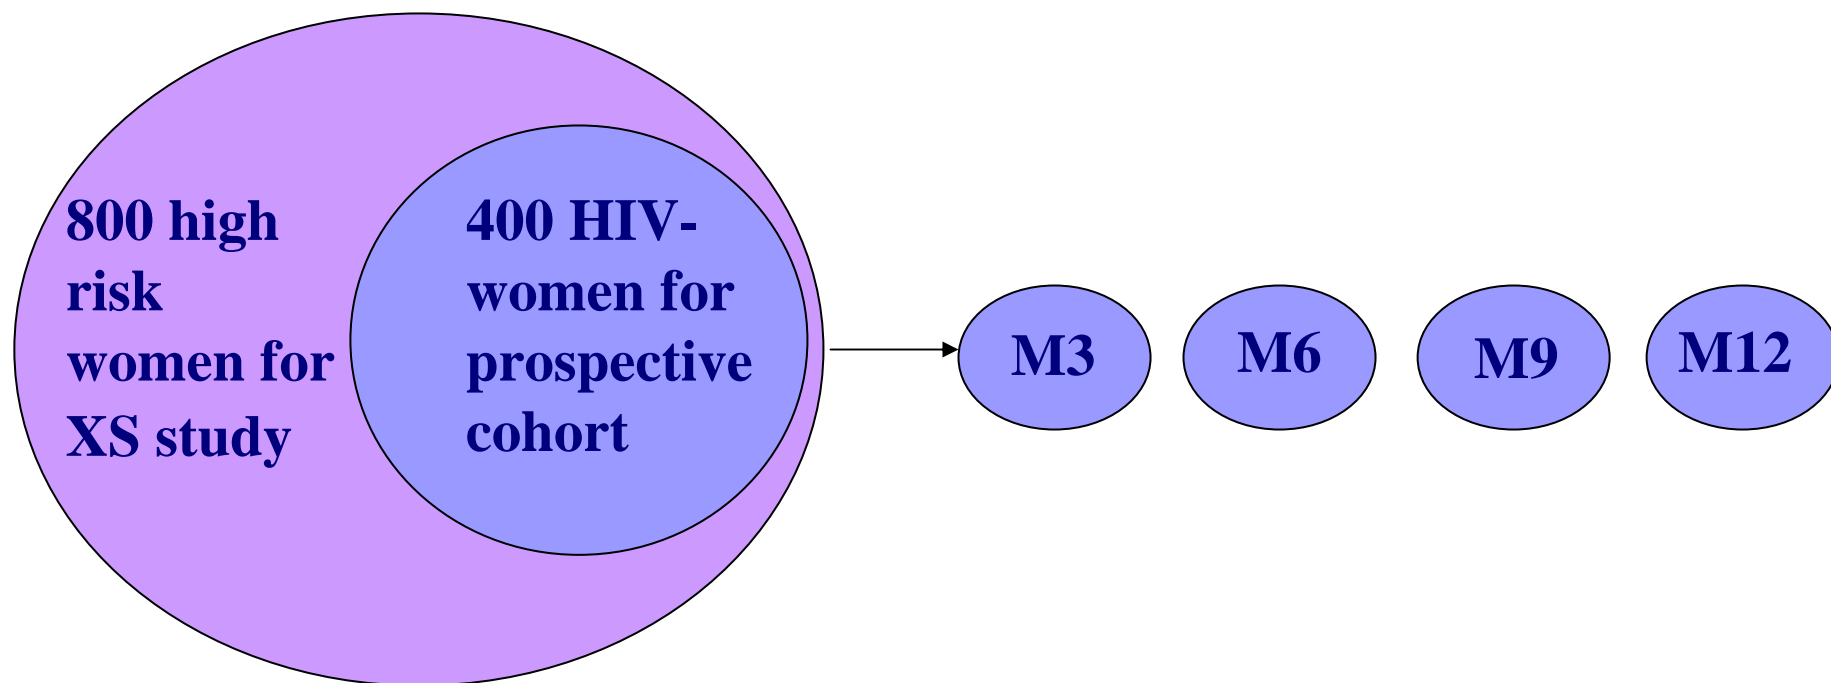 800 high
risk
women for
XS study
400 HIV-
women for
prospective
cohort
M3
M6
M9
M12